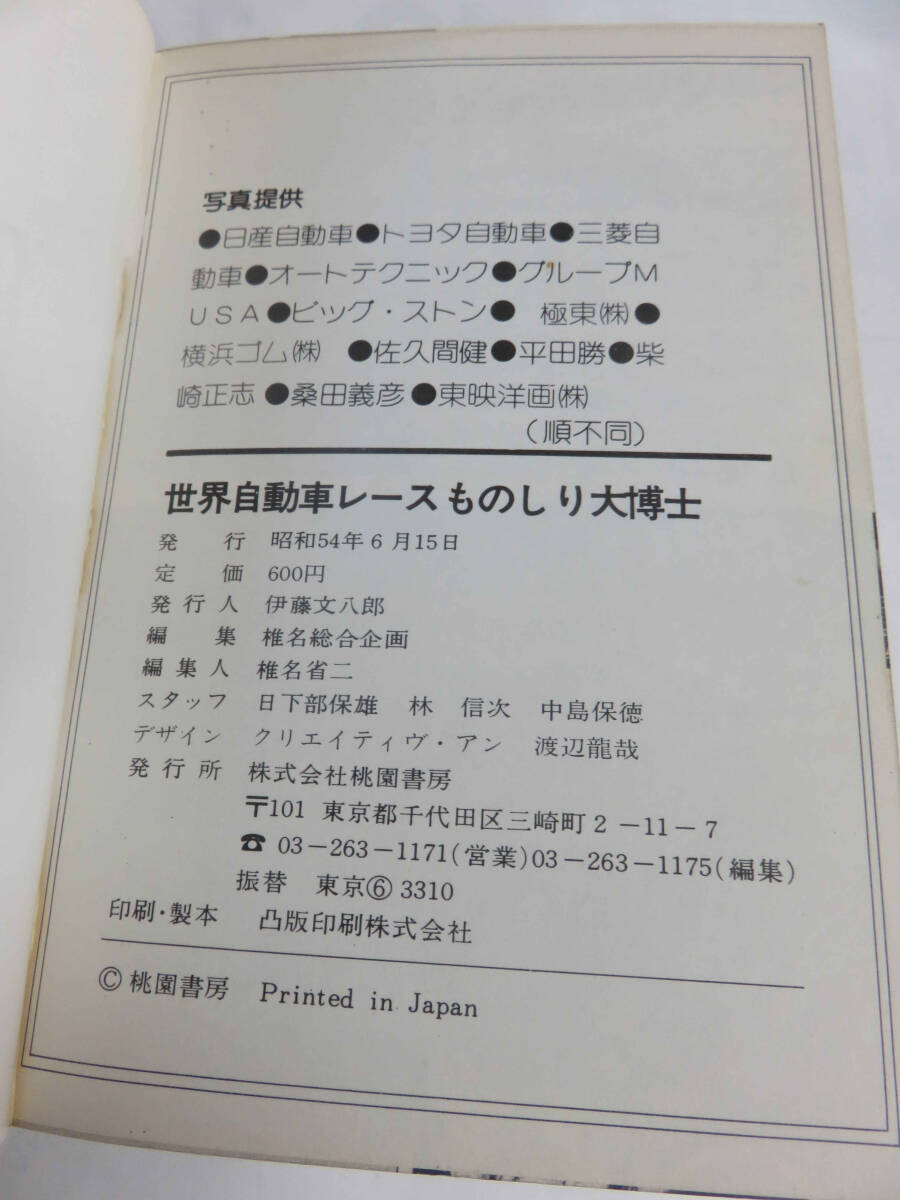 写真提供
●日産自動車●トヨタ自動車●三菱自
動車●オートテクニック●グループM
USA●ビッグ・ストン● 極東㈱●
横浜ゴム㈱ ●佐久間健●平田勝●柴
崎正志●桑田義彦●東映洋画㈱
(順不同)
世界自動車レースものしり大博士
発 行 昭和54年6月15日
定 価 600円
発行人 伊藤文八郎
編 集 椎名総合企画
編集人 椎名省二
スタッフ 日下部保雄 林 信次 中島保徳
デザイン クリエイティヴ・アン 渡辺龍哉
発行所 株式会社桃園書房
〒101 東京都千代田区三崎町2-11-7
☎ 03-263-1171(営業)03-263-1175(編集)
振替 東京⑥3310
印刷・製本 凸版印刷株式会社
© 桃園書房 Printed in Japan